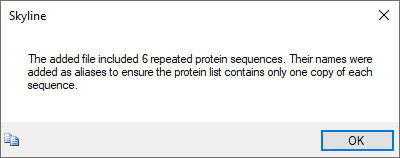 Skyline
The added file included 6 repeated protein sequences. Their names were
added as aliases to ensure the protein list contains only one copy of each
sequence.
OK